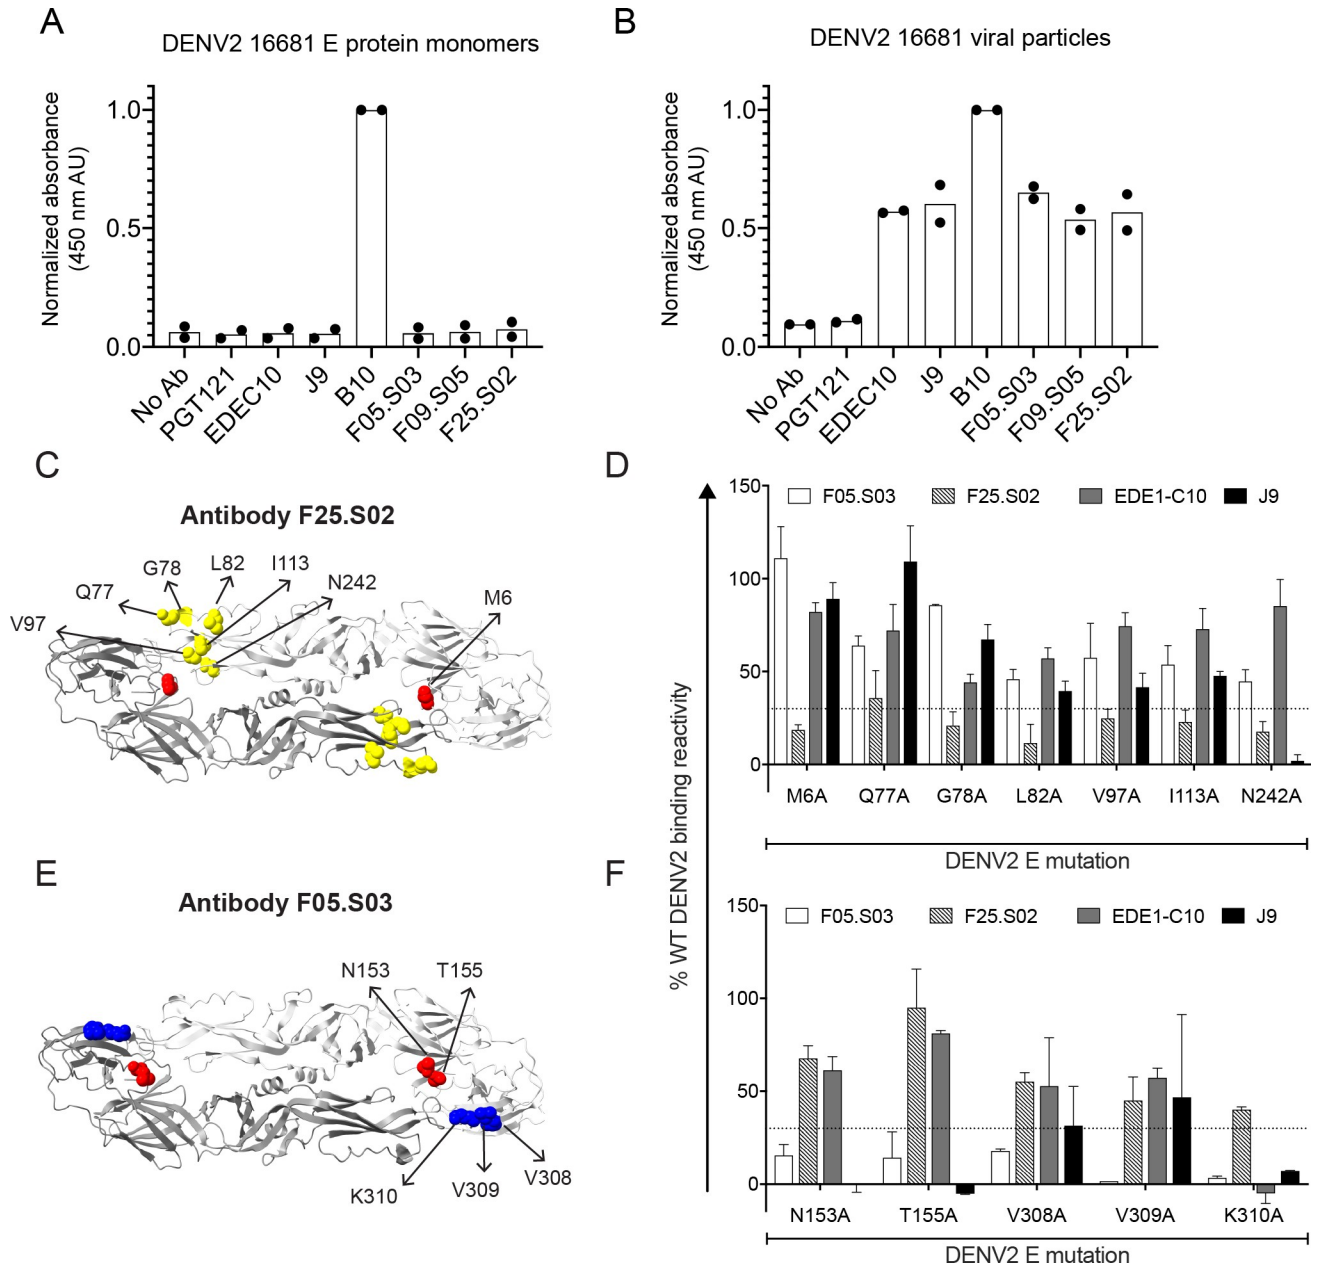 A
DENV2 16681 E protein monomers
Normalized absorbance
(450 nm AU)
1.0
0.5
0.0
No Ab
PGT121
EDEC10
J9
B10
F05.S03
F09.S05
F25.S02
B
DENV2 16681 viral particles
Normalized absorbance
(450 nm AU)
1.0
0.5
0.0
No Ab
PGT121
EDEC10
J9
B10
F05.S03
F09.S05
F25.S02
C
Antibody F25.S02
V97
Q77
G78
L82
I113
N242
M6
D
% WT DENV2 binding reactivity
150
100
50
0
F05.S03
F25.S02
EDE1-C10
J9
M6A
Q77A
G78A
L82A
V97A
I113A
N242A
DENV2 E mutation
E
Antibody F05.S03
N153
T155
K310
V309
V308
F
150
100
50
0
F05.S03
F25.S02
EDE1-C10
J9
N153A
T155A
V308A
V309A
K310A
DENV2 E mutation